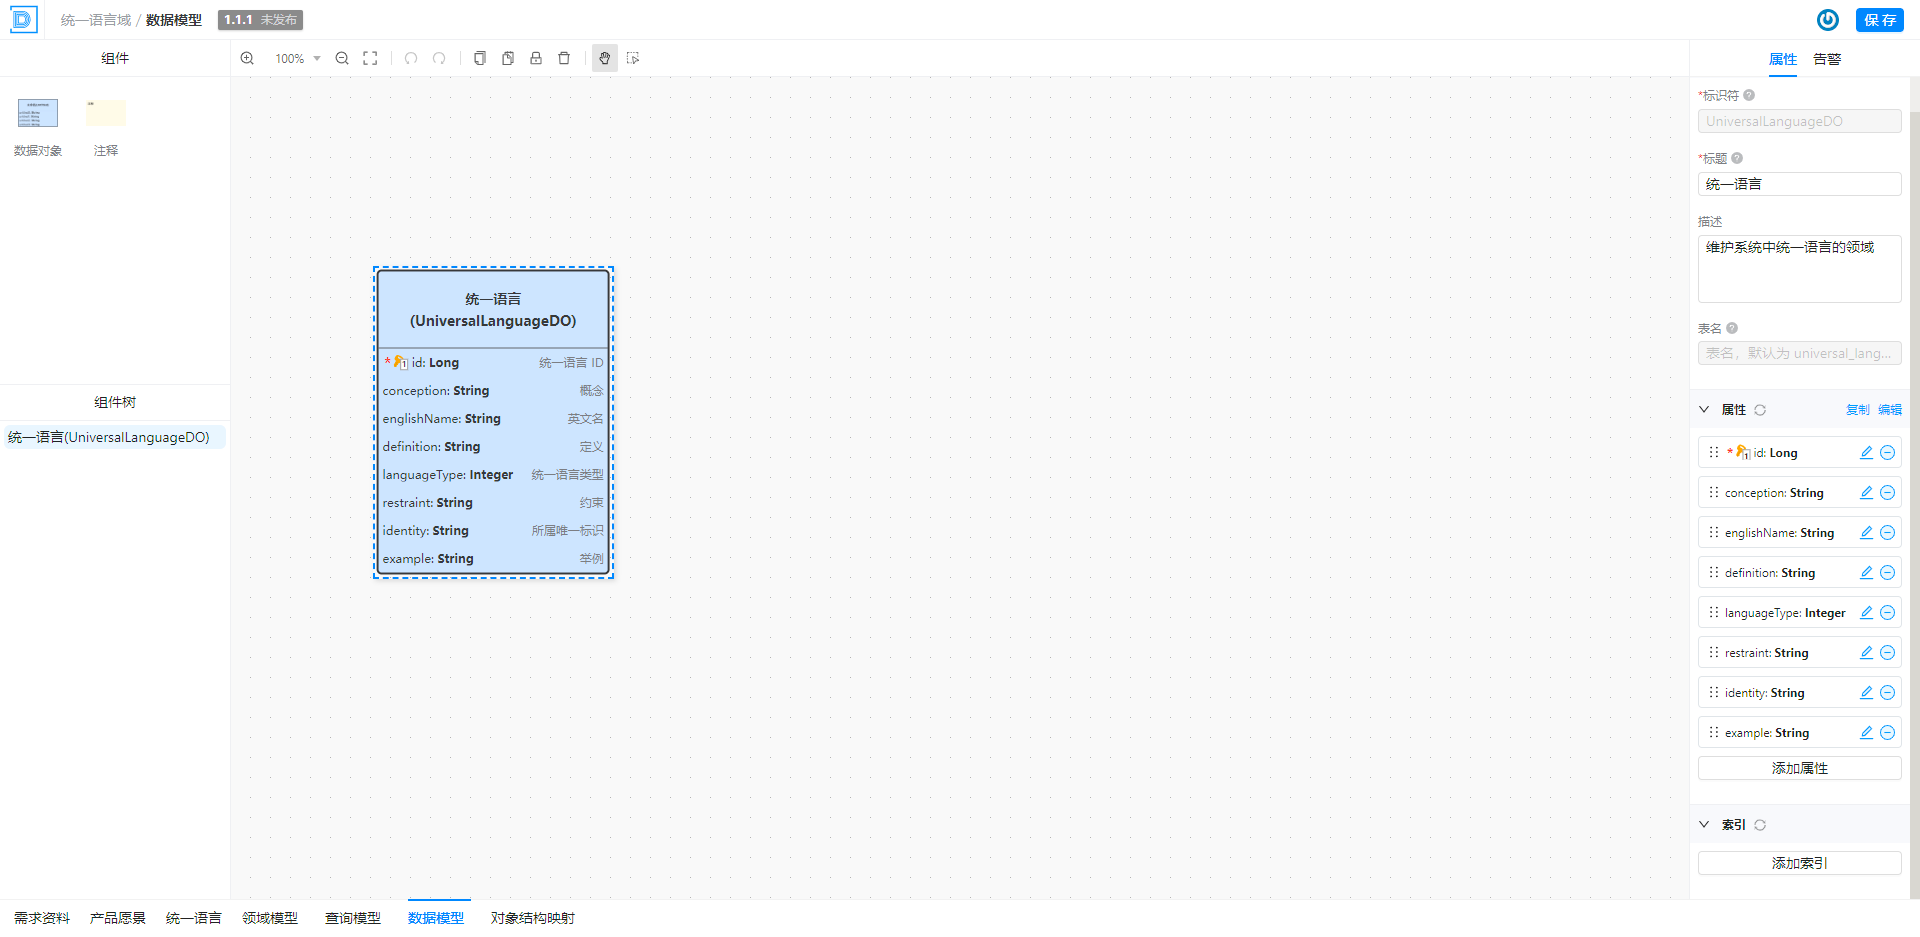 统一语言域 / 数据模型 1.1.1 未发布
保存
组件
100%
属性 告警
数据对象
注释
组件树
统一语言(UniversalLanguageDO)
统一语言
(UniversalLanguageDO)
* id: Long 统一语言 ID
conception: String 概念
englishName: String 英文名
definition: String 定义
languageType: Integer 统一语言类型
restraint: String 约束
identity: String 所属唯一标识
example: String 举例
*标识符
UniversalLanguageDO
*标题
统一语言
描述
维护系统中统一语言的领域
表名
表名，默认为 universal_lang...
属性 复制 编辑
* id: Long
conception: String
englishName: String
definition: String
languageType: Integer
restraint: String
identity: String
example: String
添加属性
索引
添加索引
需求资料 产品愿景 统一语言 领域模型 查询模型 数据模型 对象结构映射